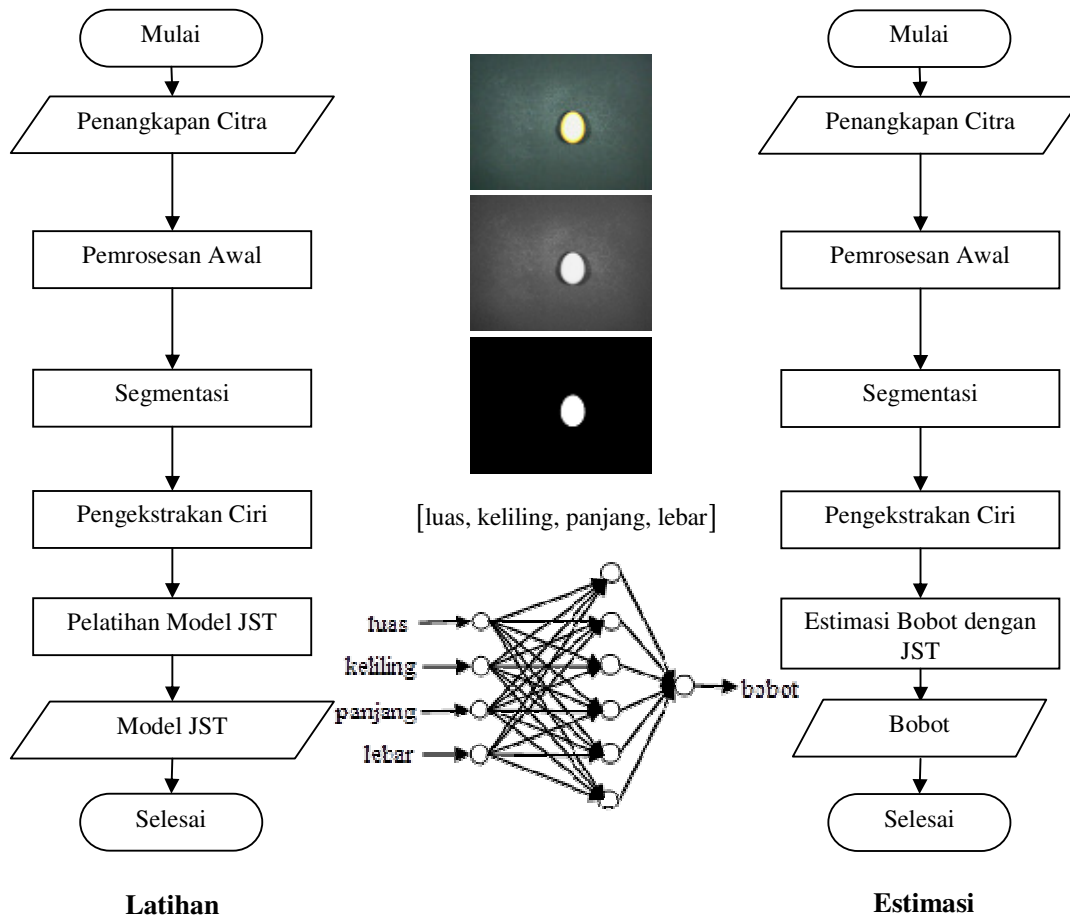 Mulai
Penangkapan Citra
Pemrosesan Awal
Segmentasi
Pengekstrakan Ciri
Pelatihan Model JST
Model JST
Selesai
Latihan
[luas, keliling, panjang, lebar]
luas
keliling
panjang
lebar
bobot
Mulai
Penangkapan Citra
Pemrosesan Awal
Segmentasi
Pengekstrakan Ciri
Estimasi Bobot dengan
JST
Bobot
Selesai
Estimasi